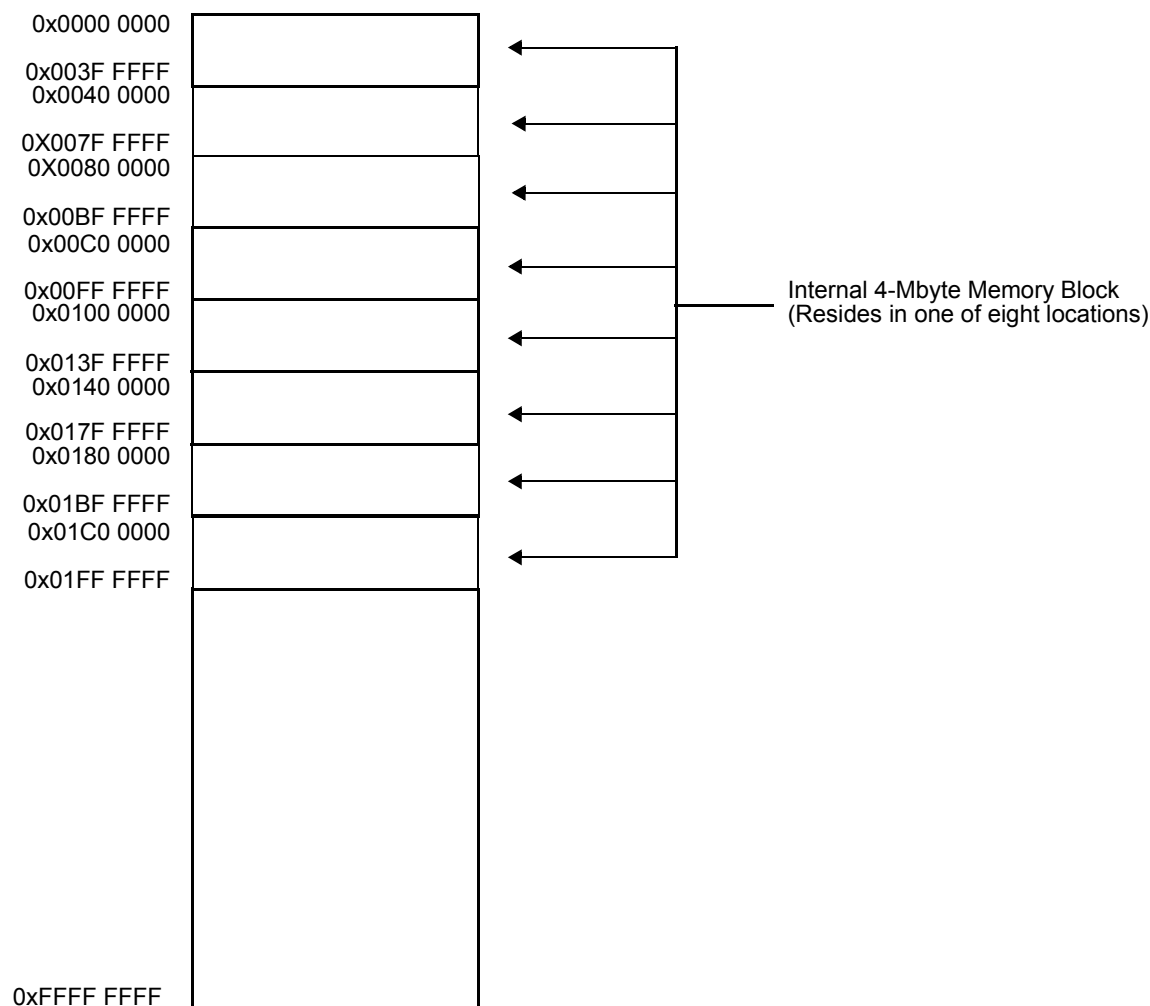 0x0000 0000
0x003F FFFF
0x0040 0000
0X007F FFFF
0X0080 0000
0x00BF FFFF
0x00C0 0000
0x00FF FFFF
0x0100 0000
Internal 4-Mbyte Memory Block
(Resides in one of eight locations)
0x013F FFFF
0x0140 0000
0x017F FFFF
0x0180 0000
0x01BF FFFF
0x01C0 0000
0x01FF FFFF
0xFFFF FFFF